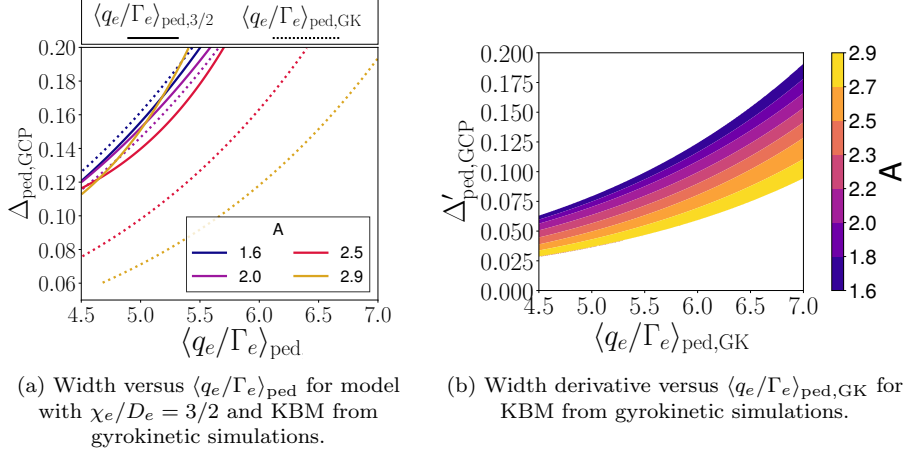 ⟨q_e/Γ_e⟩_ped,3/2 ⟨q_e/Γ_e⟩_ped,GK
0.20
0.18
0.16
0.14
0.12
0.10
0.08
0.06
Δ_ped,GCP
A
1.6 2.5
2.0 2.9
4.5 5.0 5.5 6.0 6.5 7.0
⟨q_e/Γ_e⟩_ped
(a) Width versus ⟨q_e/Γ_e⟩_ped for model
with χ_e/D_e = 3/2 and KBM from
gyrokinetic simulations.
0.200
0.175
0.150
0.125
0.100
0.075
0.050
0.025
0.000
Δ′_ped,GCP
4.5 5.0 5.5 6.0 6.5 7.0
⟨q_e/Γ_e⟩_ped,GK
2.9
2.7
2.5
2.3
2.2
2.0
1.8
1.6
A
(b) Width derivative versus ⟨q_e/Γ_e⟩_ped,GK for
KBM from gyrokinetic simulations.